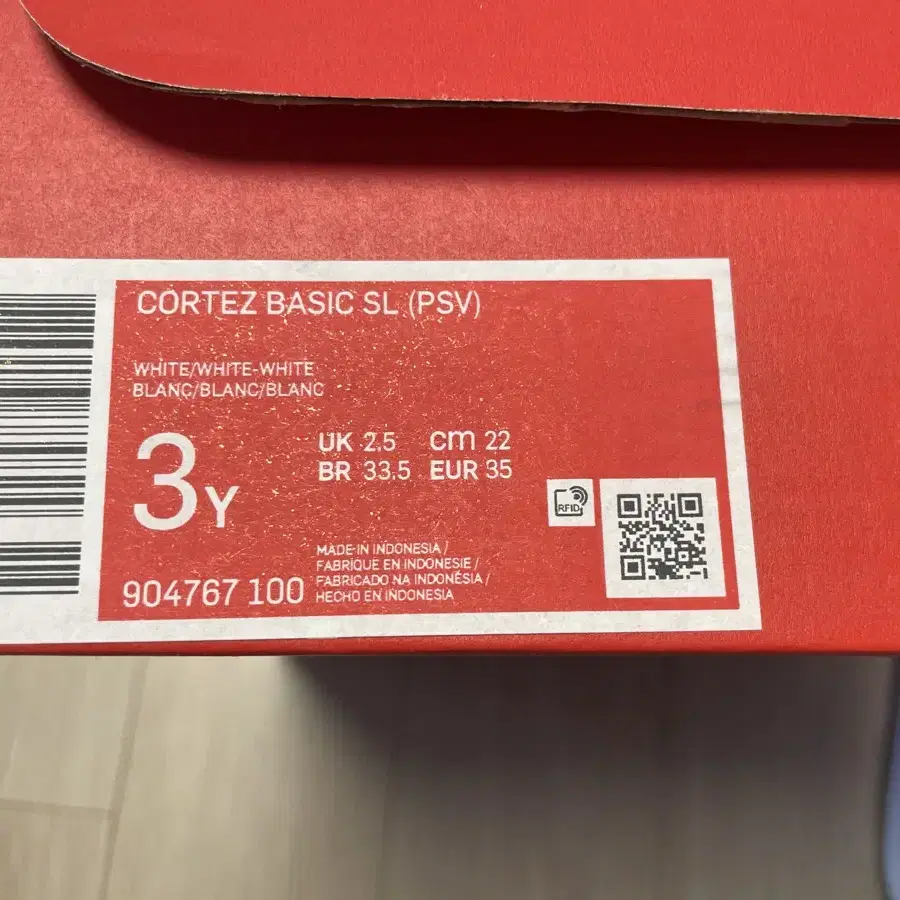 CORTEZ BASIC SL (PSV)
WHITE/WHITE-WHITE
BLANC/BLANC/BLANC
3Y
UK 2.5 cm 22
BR 33.5 EUR 35
RFID
MADE IN INDONESIA /
FABRIQUE EN INDONESIE /
FABRICADO NA INDONÉSIA /
HECHO EN INDONESIA
904767 100